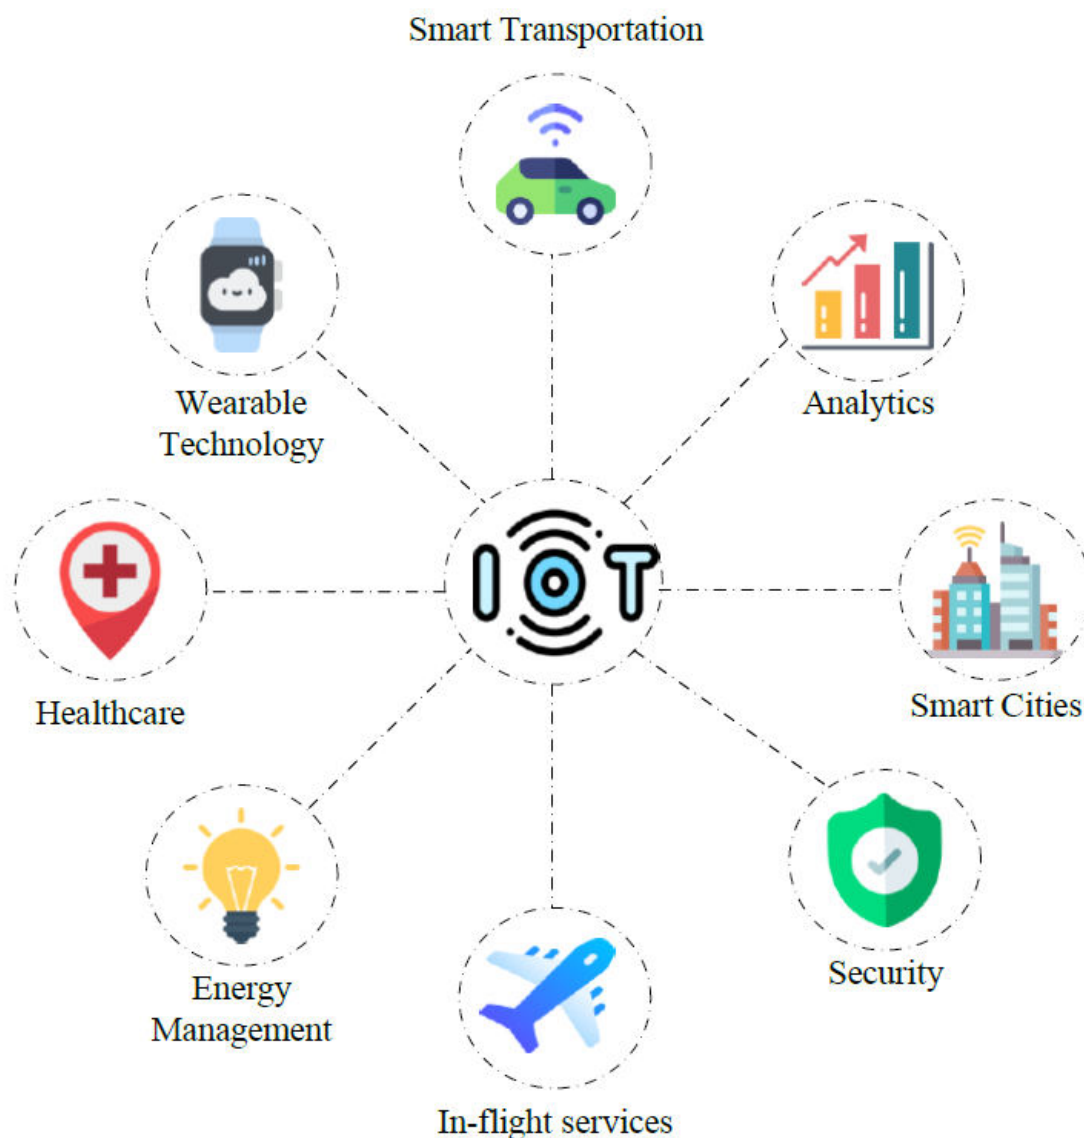 Smart Transportation
Wearable
Technology
Analytics
IOT
Healthcare
Smart Cities
Energy
Management
Security
In-flight services